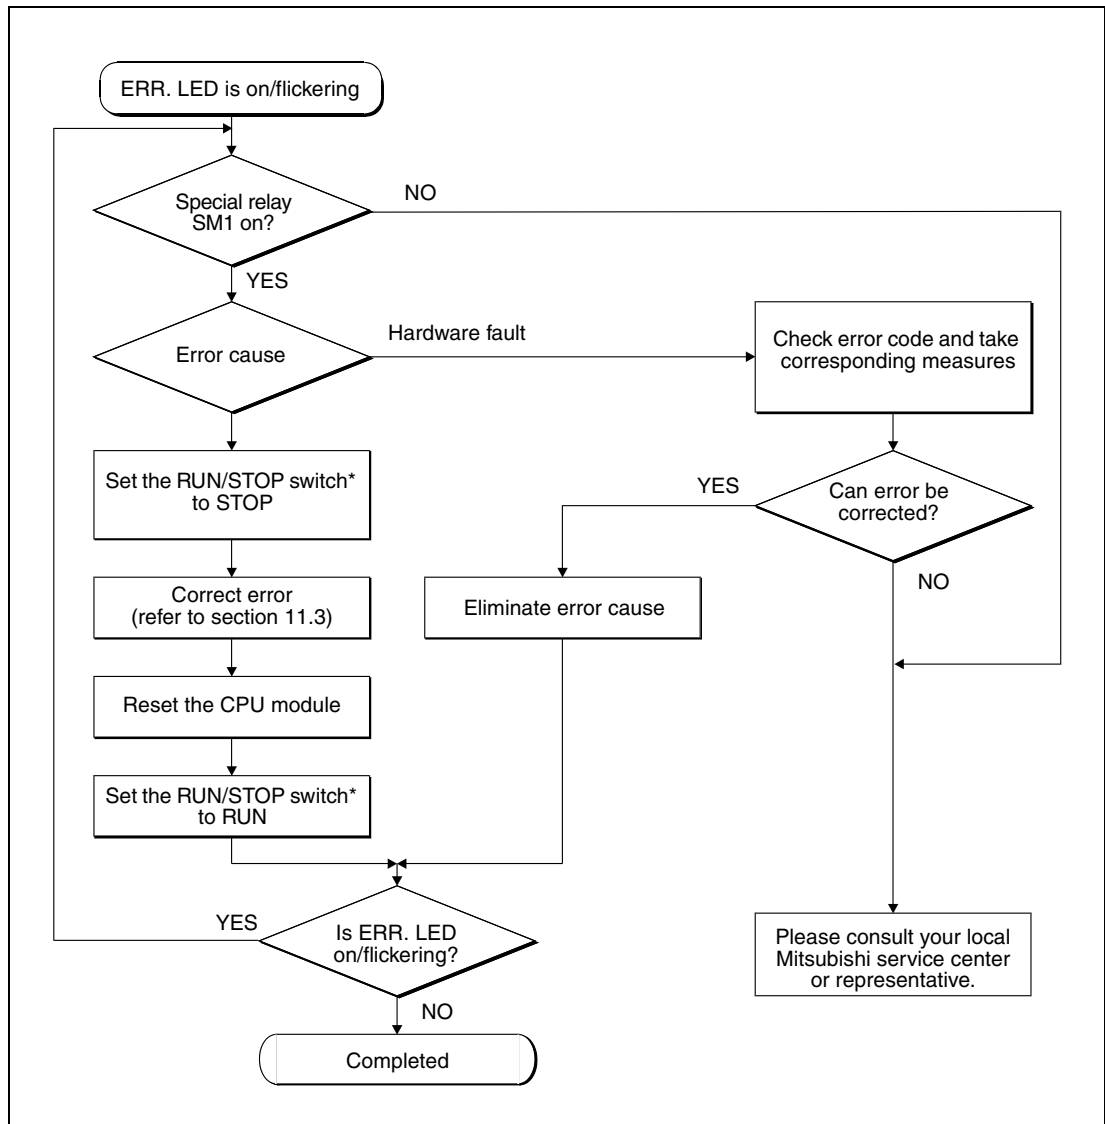 ERR. LED is on/flickering
Special relay
SM1 on?
NO
YES
Error cause
Hardware fault
Check error code and take
corresponding measures
Set the RUN/STOP switch*
to STOP
YES
Can error be
corrected?
NO
Correct error
(refer to section 11.3)
Eliminate error cause
Reset the CPU module
Set the RUN/STOP switch*
to RUN
YES
Is ERR. LED
on/flickering?
NO
Please consult your local
Mitsubishi service center
or representative.
Completed